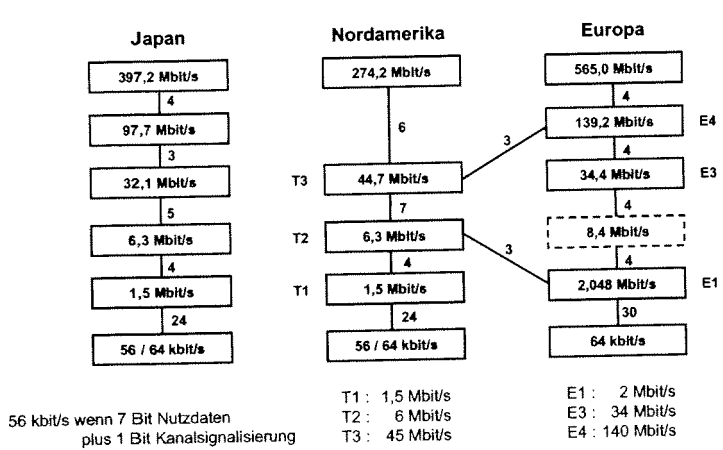 Japan Nordamerika Europa
397,2 Mbit/s 274,2 Mbit/s 565,0 Mbit/s
4 4
97,7 Mbit/s 6 139,2 Mbit/s E4
3 3 4
T3 32,1 Mbit/s 44,7 Mbit/s 34,4 Mbit/s E3
5 7 4
T2 6,3 Mbit/s 6,3 Mbit/s 8,4 Mbit/s
4 4 3 4
T1 1,5 Mbit/s 1,5 Mbit/s 2,048 Mbit/s E1
24 24 30
56 / 64 kbit/s 56 / 64 kbit/s 64 kbit/s
56 kbit/s wenn 7 Bit Nutzdaten
plus 1 Bit Kanalsignalisierung
T1 : 1,5 Mbit/s
T2 : 6 Mbit/s
T3 : 45 Mbit/s
E1 : 2 Mbit/s
E3 : 34 Mbit/s
E4 : 140 Mbit/s